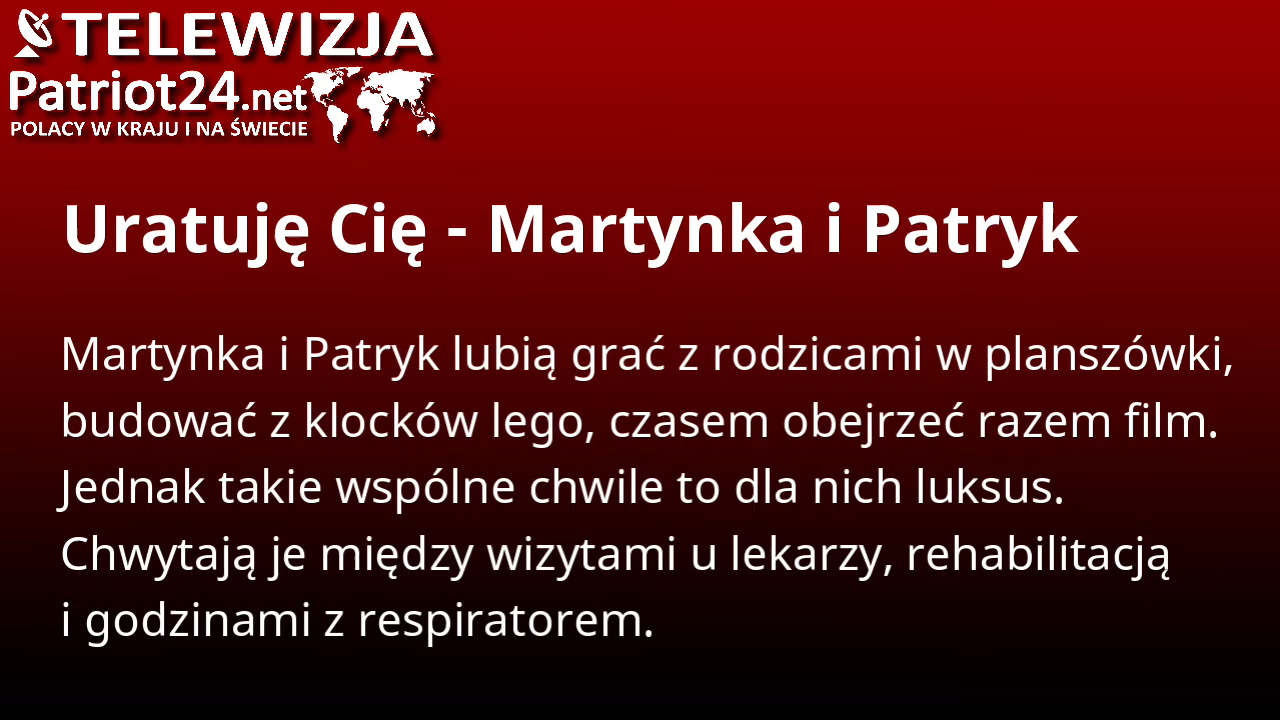 TELEWIZJA
Patriot24.net
POLACY W KRAJU I NA ŚWIECIE
Uratuję Cię - Martynka i Patryk
Martynka i Patryk lubią grać z rodzicami w planszówki,
budować z klocków lego, czasem obejrzeć razem film.
Jednak takie wspólne chwile to dla nich luksus.
Chwytają je między wizytami u lekarzy, rehabilitacją
i godzinami z respiratorem.